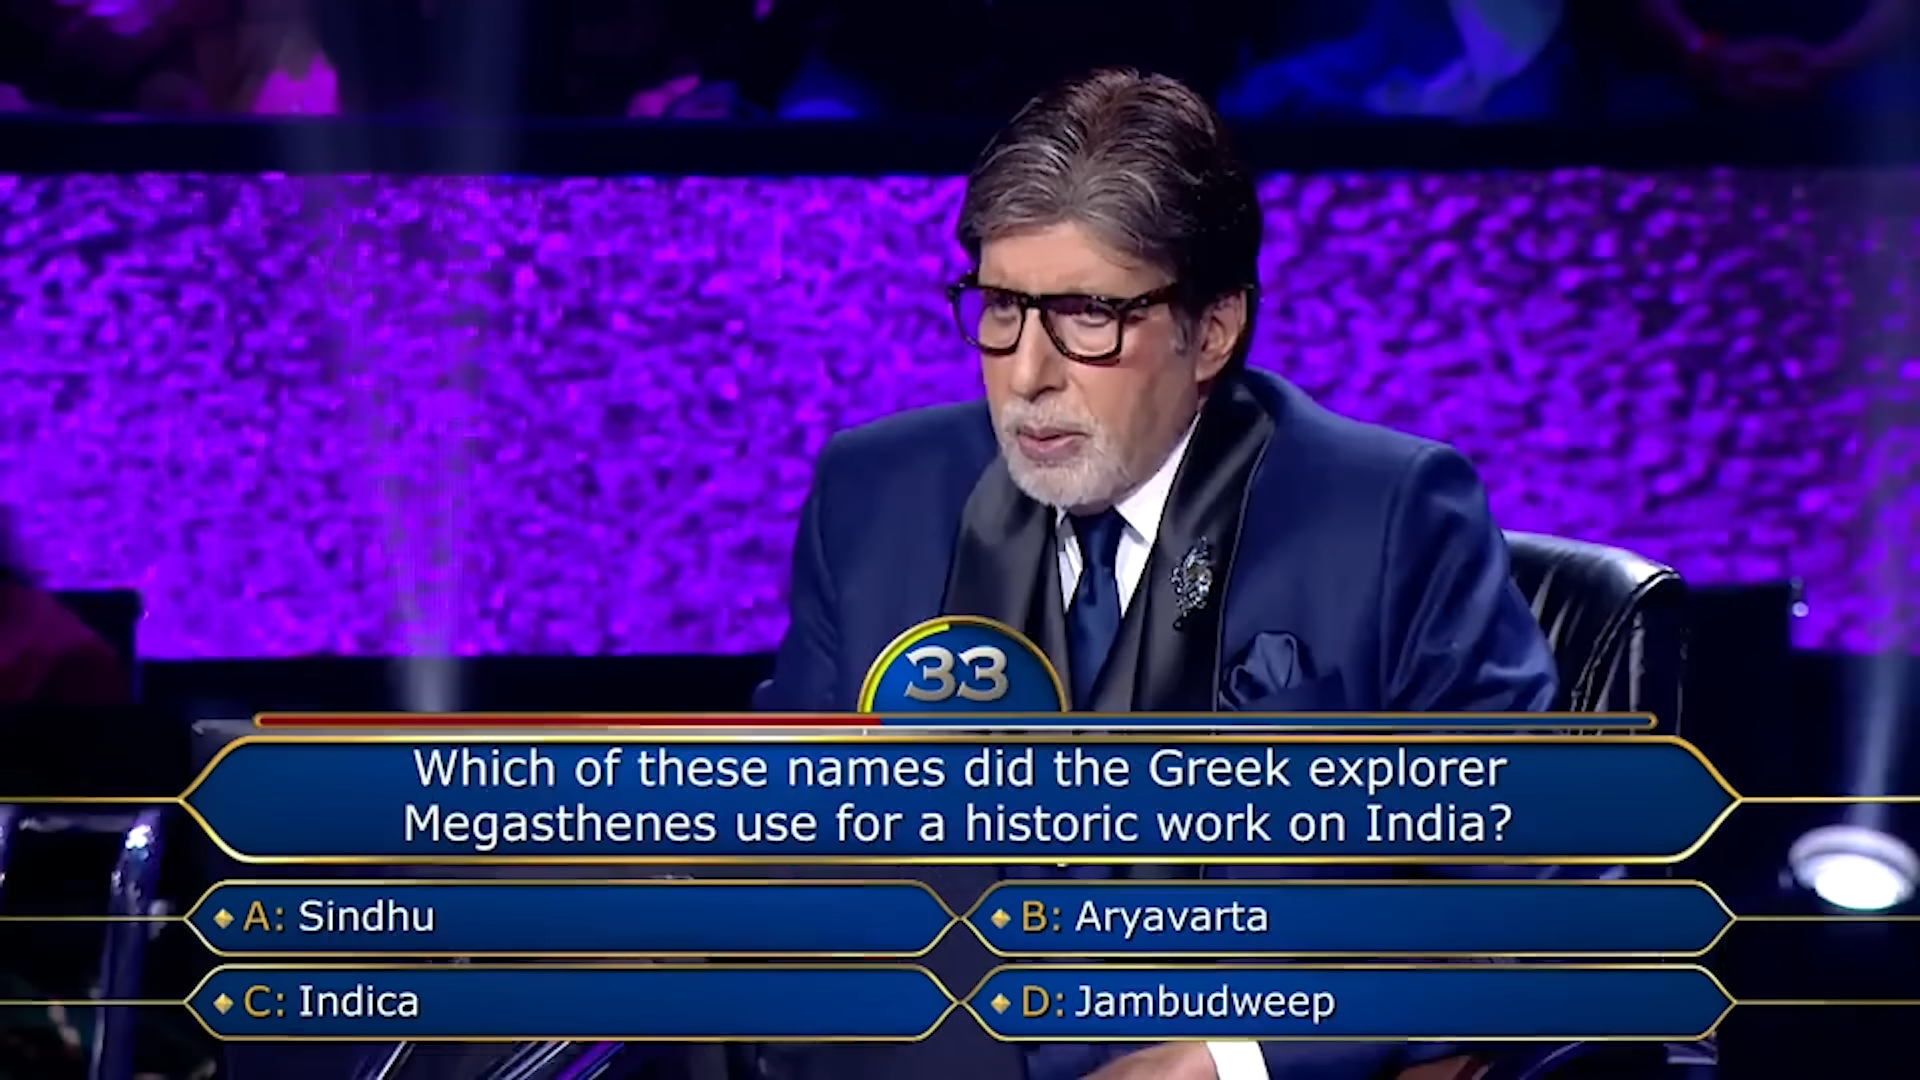 33
Which of these names did the Greek explorer
Megasthenes use for a historic work on India?
A: Sindhu
B: Aryavarta
C: Indica
D: Jambudweep